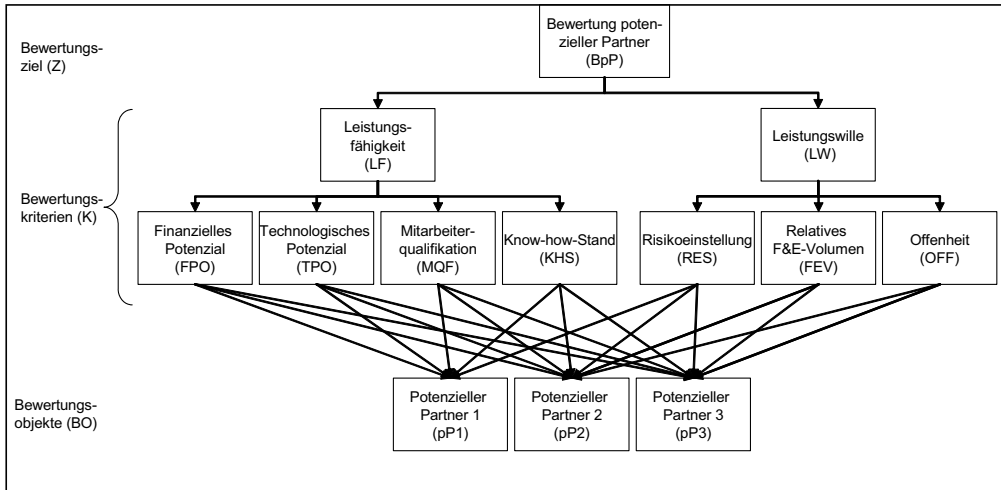 Bewertung poten-
zieller Partner
(BpP)
Bewertungs-
ziel (Z)
Leistungs-
fähigkeit
(LF)
Leistungswille
(LW)
Bewertungs-
kriterien (K)
Finanzielles
Potenzial
(FPO)
Technologisches
Potenzial
(TPO)
Mitarbeiter-
qualifikation
(MQF)
Know-how-Stand
(KHS)
Risikoeinstellung
(RES)
Relatives
F&E-Volumen
(FEV)
Offenheit
(OFF)
Bewertungs-
objekte (BO)
Potenzieller
Partner 1
(pP1)
Potenzieller
Partner 2
(pP2)
Potenzieller
Partner 3
(pP3)